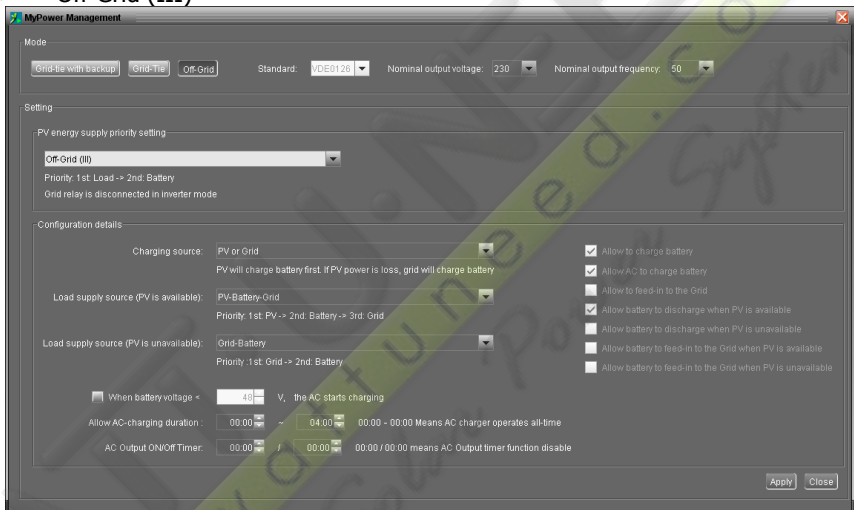 Off-Grid (III)
MyPower Management
Mode
Grid-tie with backup Grid-Tie Off-Grid Standard: VDE0126 Nominal output voltage: 230 Nominal output frequency: 50
Setting
PV energy supply priority setting
Off-Grid (III)
Priority: 1st: Load -> 2nd: Battery
Grid relay is disconnected in inverter mode
Configuration details
Charging source: PV or Grid
PV will charge battery first. If PV power is loss, grid will charge battery
Load supply source (PV is available): PV-Battery-Grid
Priority: 1st: PV -> 2nd: Battery-> 3rd: Grid
Load supply source (PV is unavailable): Grid-Battery
Priority :1st: Grid -> 2nd: Battery
Allow to charge battery
Allow AC to charge battery
Allow to feed-in to the Grid
Allow battery to discharge when PV is available
Allow battery to discharge when PV is unavailable
Allow battery to feed-in to the Grid when PV is available
Allow battery to feed-in to the Grid when PV is unavailable
When battery voltage < 48 V, the AC starts charging
Allow AC-charging duration : 00:00 ~ 04:00 00:00 - 00:00 Means AC charger operates all-time
AC Output ON/Off Timer: 00:00 / 00:00 00:00 / 00:00 means AC Output timer function disable
Apply Close